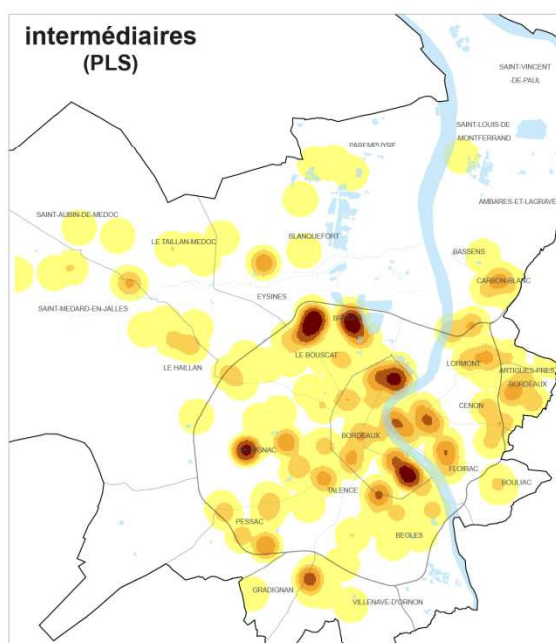 intermédiaires
(PLS)
SAINT-VINCENT
-DE-PAUL
SAINT-LOUIS-DE
MONTFERRAND
PAREMPUYRE
AMBARES-ET-LAGRAVE
SAINT-AUBIN-DE-MEDOC
LE TAILLAN-MEDOC
BLANQUEFORT
BASSENS
CARBON-BLANC
EYSINES
SAINT-MEDARD-EN-JALLES
LE BOUSCAT
LORMONT
LE HAILLAN
ARTIGUES-PRES
BORDEAUX
CENON
BORDEAUX
FLOIRAC
TALENCE
BOULIAC
PESSAC
BEGLES
GRADIGNAN
VILLENAVE-D'ORNON